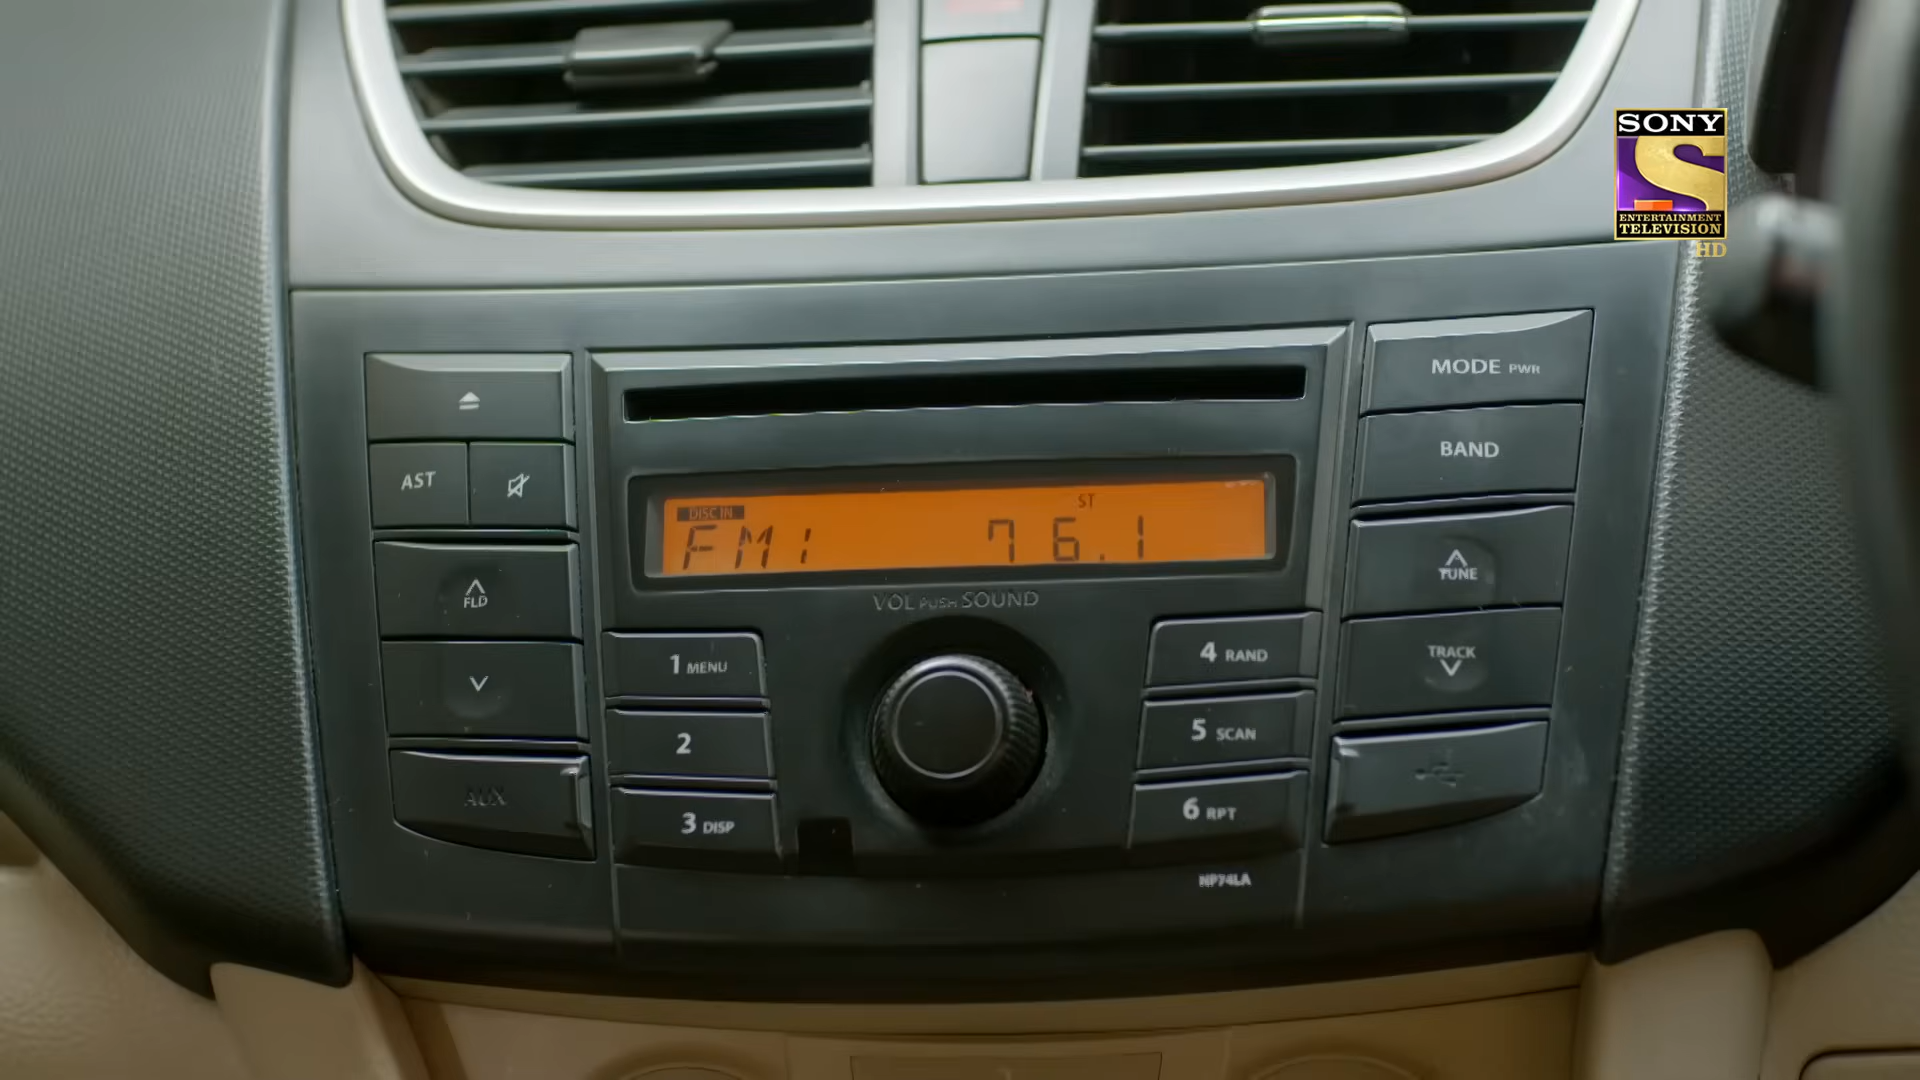 SONY
ENTERTAINMENT
TELEVISION
HD
MODE PWR
BAND
AST
DISC IN
ST
FM1 76.1
TUNE
FLD
VOL PUSH SOUND
1 MENU
4 RAND
TRACK
2
5 SCAN
AUX
3 DISP
6 RPT
NP74LA